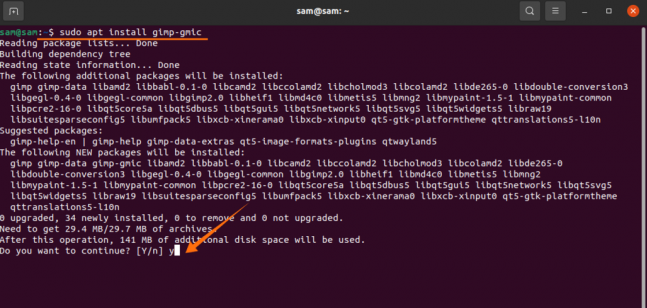 sam@sam: ~
sam@sam:~$ sudo apt install gimp-gmic
Reading package lists... Done
Building dependency tree
Reading state information... Done
The following additional packages will be installed:
gimp gimp-data libamd2 libbabl-0.1-0 libcamd2 libccolamd2 libcholmod3 libcolamd2 libde265-0 libdouble-conversion3
libgegl-0.4-0 libgegl-common libgimp2.0 libheif1 libmd4c0 libmetis5 libmng2 libmypaint-1.5-1 libmypaint-common
libpcre2-16-0 libqt5core5a libqt5dbus5 libqt5gui5 libqt5network5 libqt5svg5 libqt5widgets5 libraw19
libsuitesparseconfig5 libumfpack5 libxcb-xinerama0 libxcb-xinput0 qt5-gtk-platformtheme qttranslations5-l10n
Suggested packages:
gimp-help-en | gimp-help gimp-data-extras qt5-image-formats-plugins qtwayland5
The following NEW packages will be installed:
gimp gimp-data gimp-gmic libamd2 libbabl-0.1-0 libcamd2 libccolamd2 libcholmod3 libcolamd2 libde265-0
libdouble-conversion3 libgegl-0.4-0 libgegl-common libgimp2.0 libheif1 libmd4c0 libmetis5 libmng2
libmypaint-1.5-1 libmypaint-common libpcre2-16-0 libqt5core5a libqt5dbus5 libqt5gui5 libqt5network5 libqt5svg5
libqt5widgets5 libraw19 libsuitesparseconfig5 libumfpack5 libxcb-xinerama0 libxcb-xinput0 qt5-gtk-platformtheme
qttranslations5-l10n
0 upgraded, 34 newly installed, 0 to remove and 0 not upgraded.
Need to get 29.4 MB/29.7 MB of archives.
After this operation, 141 MB of additional disk space will be used.
Do you want to continue? [Y/n] y